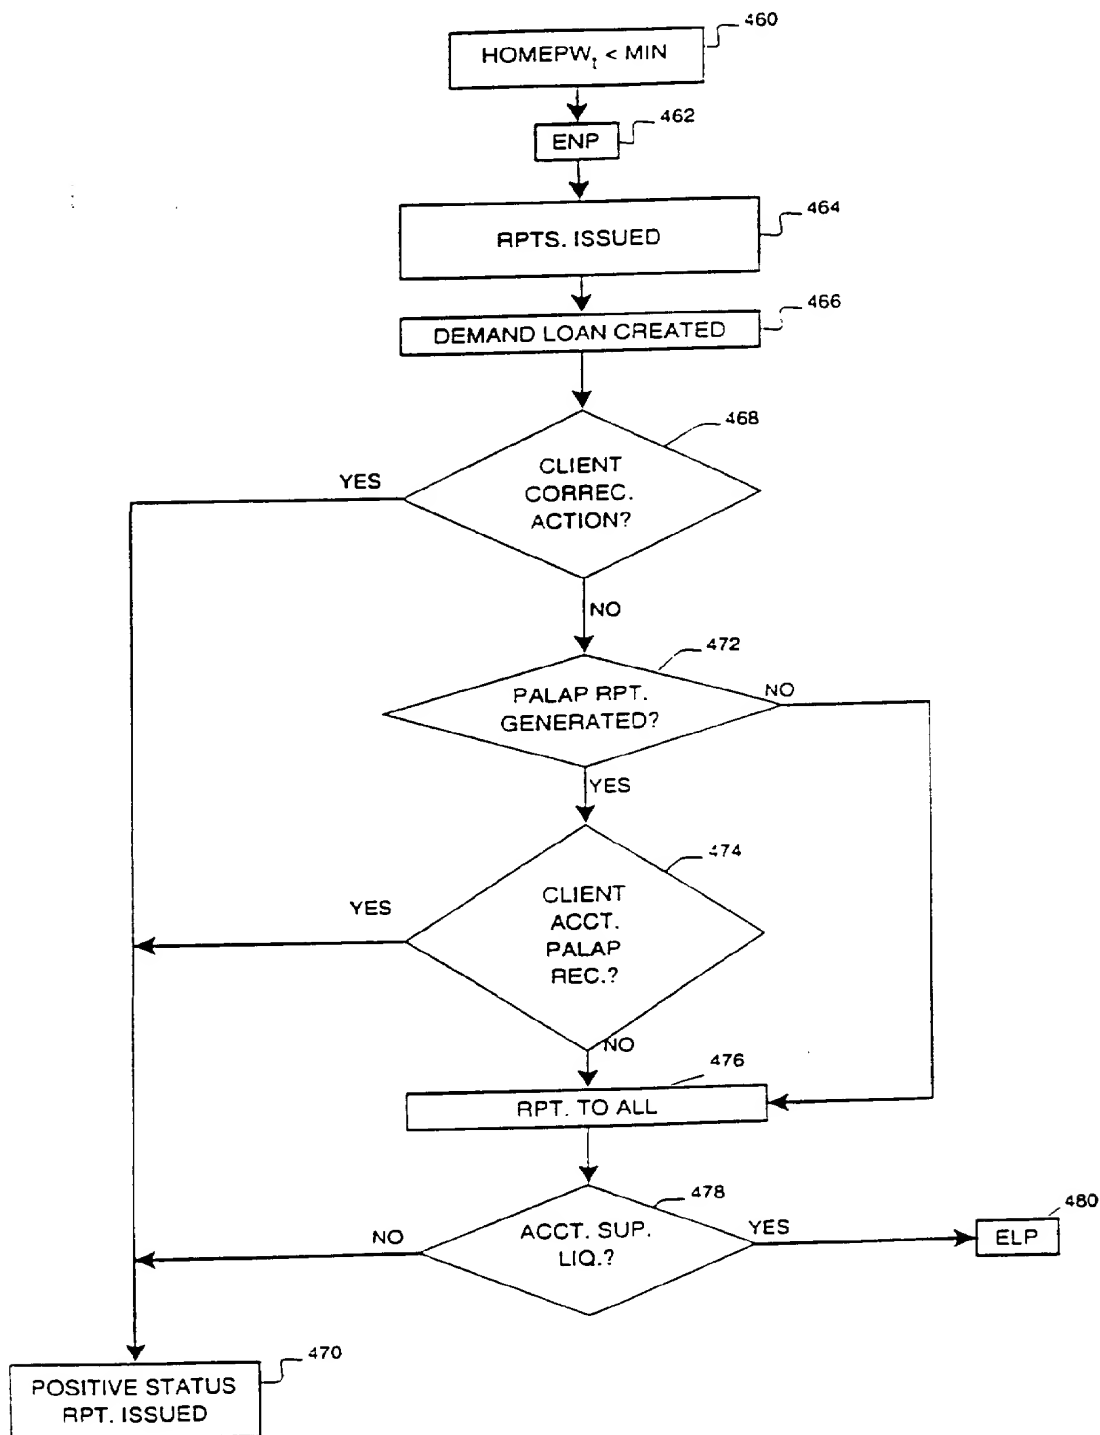 460
HOMEPWt < MIN
462
ENP
464
RPTS. ISSUED
466
DEMAND LOAN CREATED
468
YES
CLIENT
CORREC.
ACTION?
NO
472
NO
PALAP RPT.
GENERATED?
YES
474
YES
CLIENT
ACCT.
PALAP
REC.?
NO
476
RPT. TO ALL
478
NO
ACCT. SUP.
LIQ.?
YES
480
ELP
470
POSITIVE STATUS
RPT. ISSUED